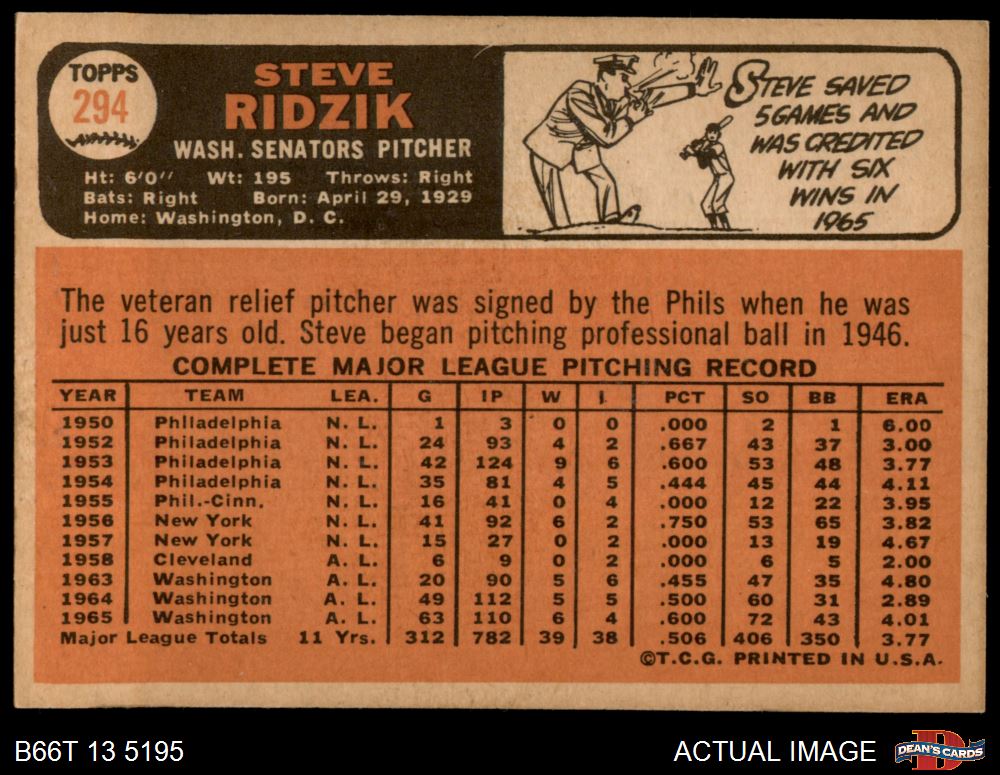 TOPPS
294
STEVE
RIDZIK
WASH. SENATORS PITCHER
Ht: 6'0" Wt: 195 Throws: Right
Bats: Right Born: April 29, 1929
Home: Washington, D. C.
STEVE SAVED
5 GAMES AND
WAS CREDITED
WITH SIX
WINS IN
1965
The veteran relief pitcher was signed by the Phils when he was
just 16 years old. Steve began pitching professional ball in 1946.
COMPLETE MAJOR LEAGUE PITCHING RECORD
YEAR TEAM LEA. G IP W L PCT SO BB ERA
1950 Philadelphia N. L. 1 3 0 0 .000 2 1 6.00
1952 Philadelphia N. L. 24 93 4 2 .667 43 37 3.00
1953 Philadelphia N. L. 42 124 9 6 .600 53 48 3.77
1954 Philadelphia N. L. 35 81 4 5 .444 45 44 4.11
1955 Phil.-Cinn. N. L. 16 41 0 4 .000 12 22 3.95
1956 New York N. L. 41 92 6 2 .750 53 65 3.82
1957 New York N. L. 15 27 0 2 .000 13 19 4.67
1958 Cleveland A. L. 6 9 0 2 .000 6 5 2.00
1963 Washington A. L. 20 90 5 6 .455 47 35 4.80
1964 Washington A. L. 49 112 5 5 .500 60 31 2.89
1965 Washington A. L. 63 110 6 4 .600 72 43 4.01
Major League Totals 11 Yrs. 312 782 39 38 .506 406 350 3.77
©T.C.G. PRINTED IN U.S.A.
B66T 13 5195
ACTUAL IMAGE
D
DEAN'S CARDS